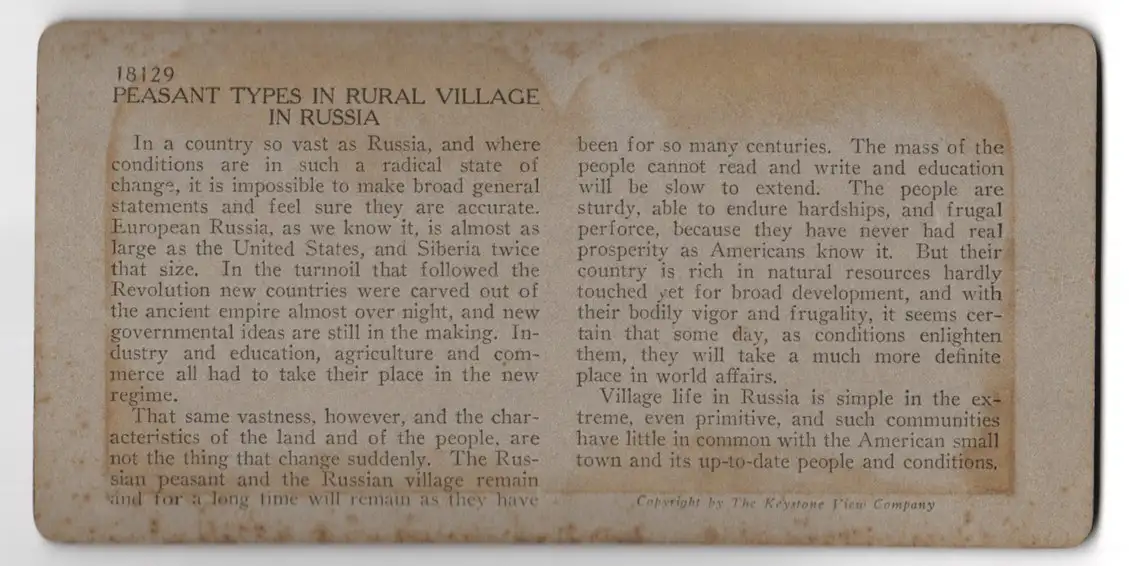 18129
PEASANT TYPES IN RURAL VILLAGE
IN RUSSIA
In a country so vast as Russia, and where
conditions are in such a radical state of
change, it is impossible to make broad general
statements and feel sure they are accurate.
European Russia, as we know it, is almost as
large as the United States, and Siberia twice
that size. In the turmoil that followed the
Revolution new countries were carved out of
the ancient empire almost over night, and new
governmental ideas are still in the making. In-
dustry and education, agriculture and com-
merce all had to take their place in the new
regime.
That same vastness, however, and the char-
acteristics of the land and of the people, are
not the thing that change suddenly. The Rus-
sian peasant and the Russian village remain
and for a long time will remain as they have
been for so many centuries. The mass of the
people cannot read and write and education
will be slow to extend. The people are
sturdy, able to endure hardships, and frugal
perforce, because they have never had real
prosperity as Americans know it. But their
country is rich in natural resources hardly
touched yet for broad development, and with
their bodily vigor and frugality, it seems cer-
tain that some day, as conditions enlighten
them, they will take a much more definite
place in world affairs.
Village life in Russia is simple in the ex-
treme, even primitive, and such communities
have little in common with the American small
town and its up-to-date people and conditions.
Copyright by The Keystone View Company